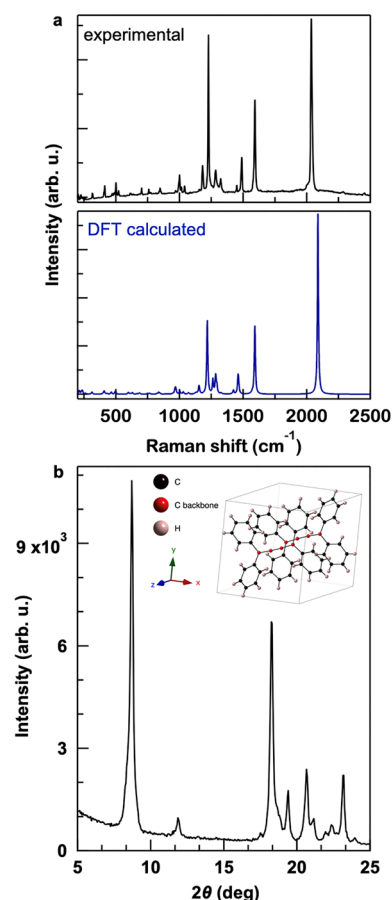 a
experimental
Intensity (arb. u.)
DFT calculated
500 1000 1500 2000 2500
Raman shift (cm⁻¹)
b
C
C backbone
H
y
z
x
9 x10³
6
3
0
Intensity (arb. u.)
5 10 15 20 25
2θ (deg)